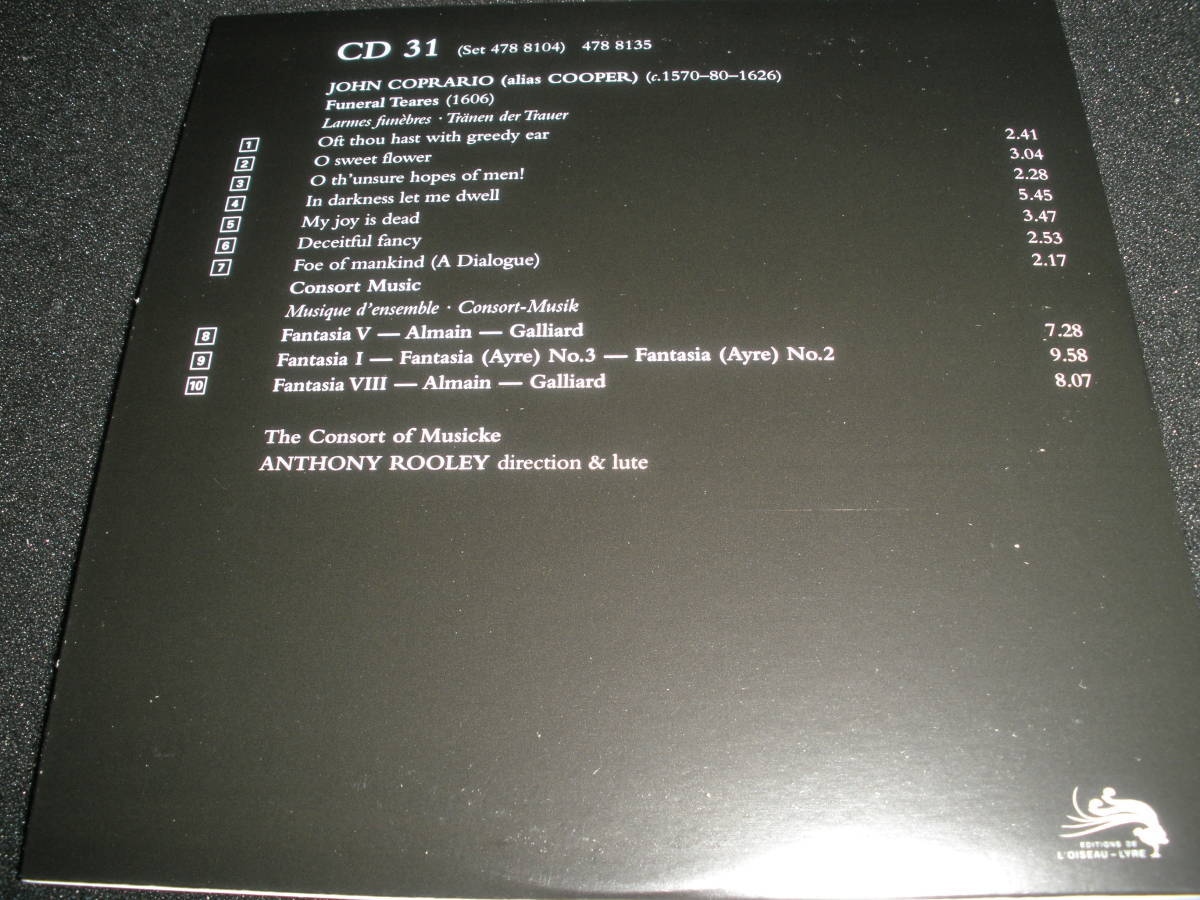 CD 31 (Set 478 8104) 478 8135
JOHN COPRARIO (alias COOPER) (c.1570–80–1626)
Funeral Teares (1606)
Larmes funèbres · Tränen der Trauer
1 Oft thou hast with greedy ear 2.41
2 O sweet flower 3.04
3 O th'unsure hopes of men! 2.28
4 In darkness let me dwell 5.45
5 My joy is dead 3.47
6 Deceitful fancy 2.53
7 Foe of mankind (A Dialogue) 2.17
Consort Music
Musique d'ensemble · Consort-Musik
8 Fantasia V — Almain — Galliard 7.28
9 Fantasia I — Fantasia (Ayre) No.3 — Fantasia (Ayre) No.2 9.58
10 Fantasia VIII — Almain — Galliard 8.07
The Consort of Musicke
ANTHONY ROOLEY direction & lute
EDITIONS DE
L'OISEAU-LYRE